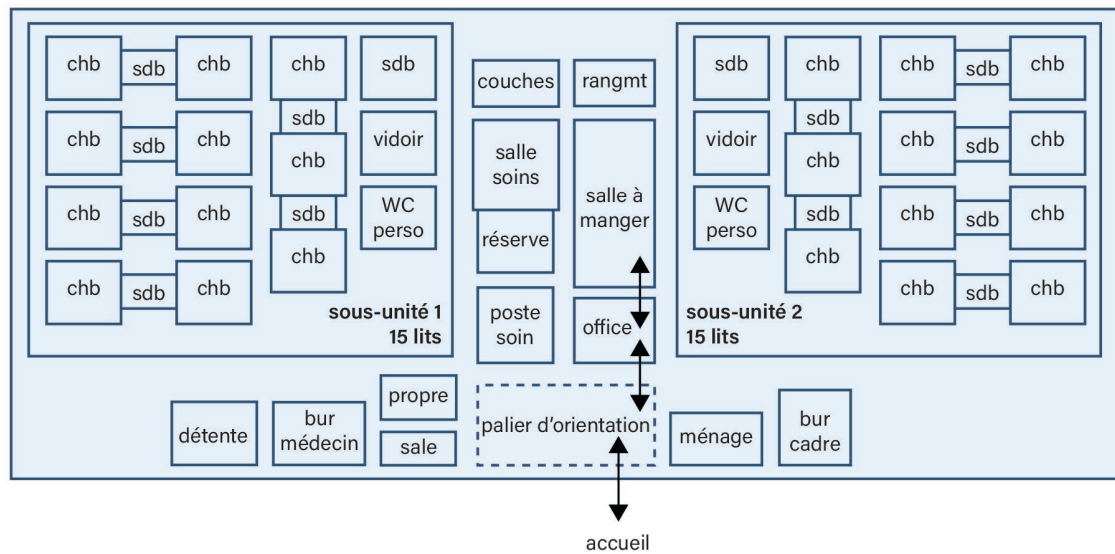 chb
sdb
chb
chb
sdb
chb
sdb
chb
chb
sdb
chb
sdb
chb
chb
sdb
chb
chb
sdb
chb
sdb
vidoir
WC
perso
sous-unité 1
15 lits
couches
rangmt
salle
soins
réserve
salle à
manger
poste
soin
office
sdb
vidoir
WC
perso
chb
sdb
chb
sdb
chb
chb
sdb
chb
chb
sdb
chb
chb
sdb
chb
chb
sdb
chb
sous-unité 2
15 lits
détente
bur
médecin
propre
sale
palier d’orientation
ménage
bur
cadre
accueil